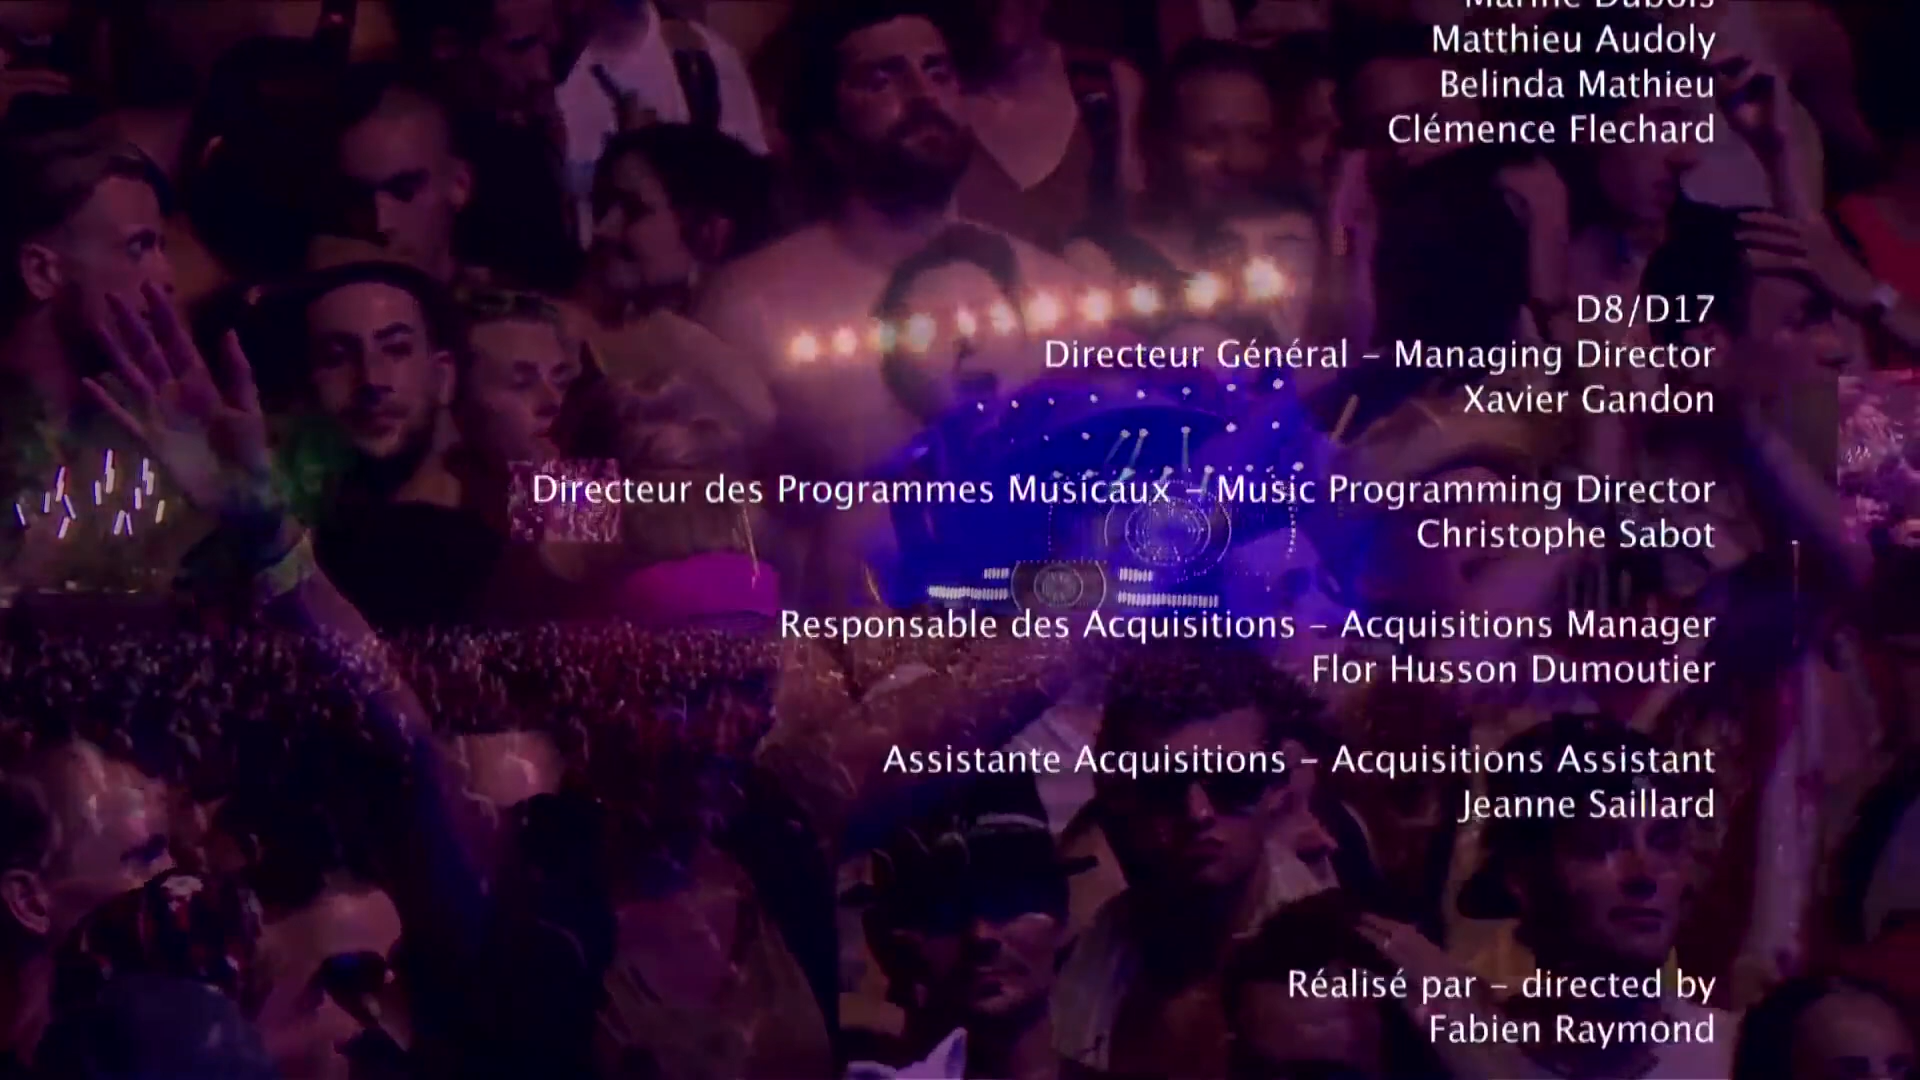 Marine Dubois
Matthieu Audoly
Belinda Mathieu
Clémence Flechard
D8/D17
Directeur Général – Managing Director
Xavier Gandon
Directeur des Programmes Musicaux – Music Programming Director
Christophe Sabot
Responsable des Acquisitions – Acquisitions Manager
Flor Husson Dumoutier
Assistante Acquisitions – Acquisitions Assistant
Jeanne Saillard
Réalisé par – directed by
Fabien Raymond